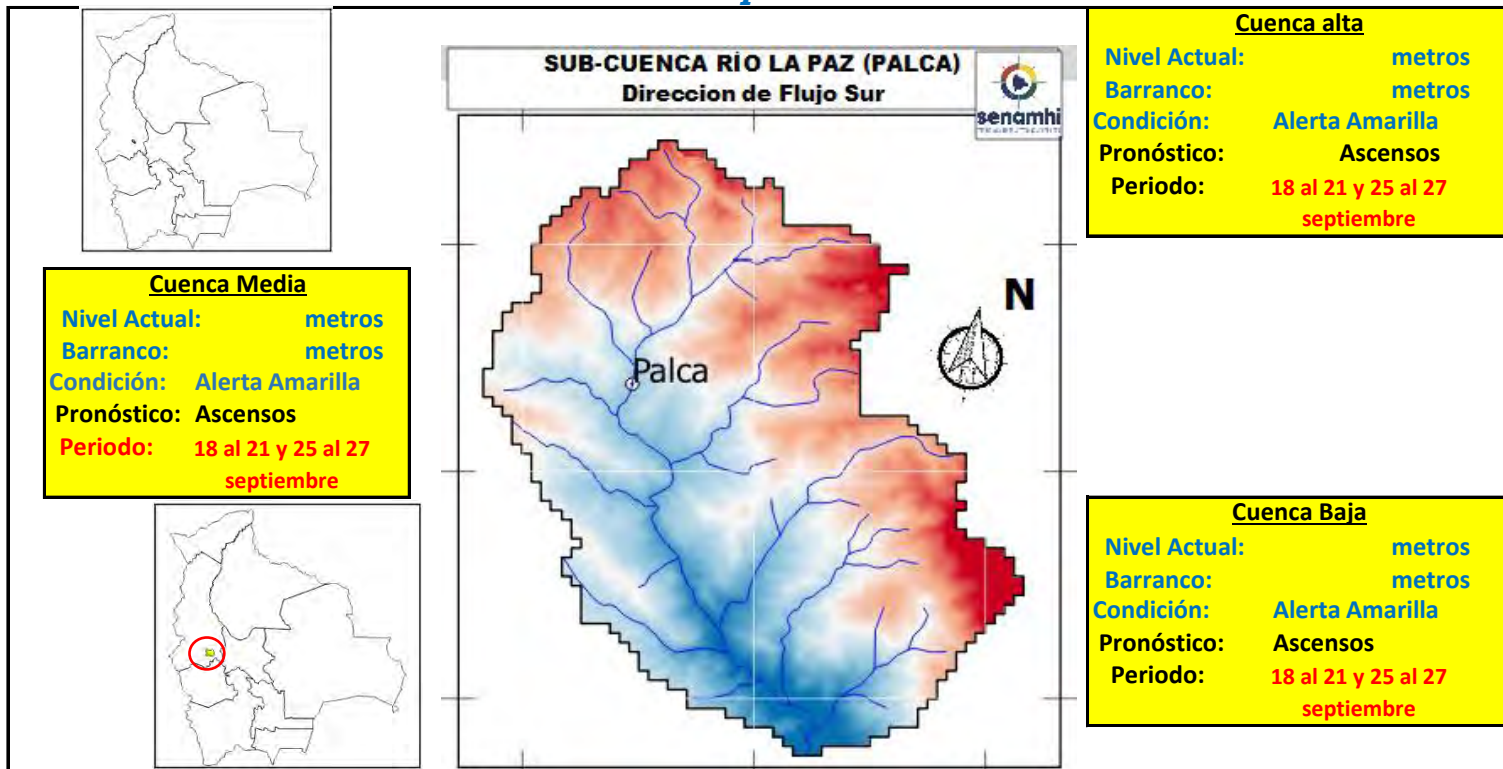 Cuenca alta
Nivel Actual: metros
Barranco: metros
Condición: Alerta Amarilla
Pronóstico: Ascensos
Periodo: 18 al 21 y 25 al 27
septiembre
SUB-CUENCA RÍO LA PAZ (PALCA)
Direccion de Flujo Sur
senamhi
N
Palca
Cuenca Media
Nivel Actual: metros
Barranco: metros
Condición: Alerta Amarilla
Pronóstico: Ascensos
Periodo: 18 al 21 y 25 al 27
septiembre
Cuenca Baja
Nivel Actual: metros
Barranco: metros
Condición: Alerta Amarilla
Pronóstico: Ascensos
Periodo: 18 al 21 y 25 al 27
septiembre